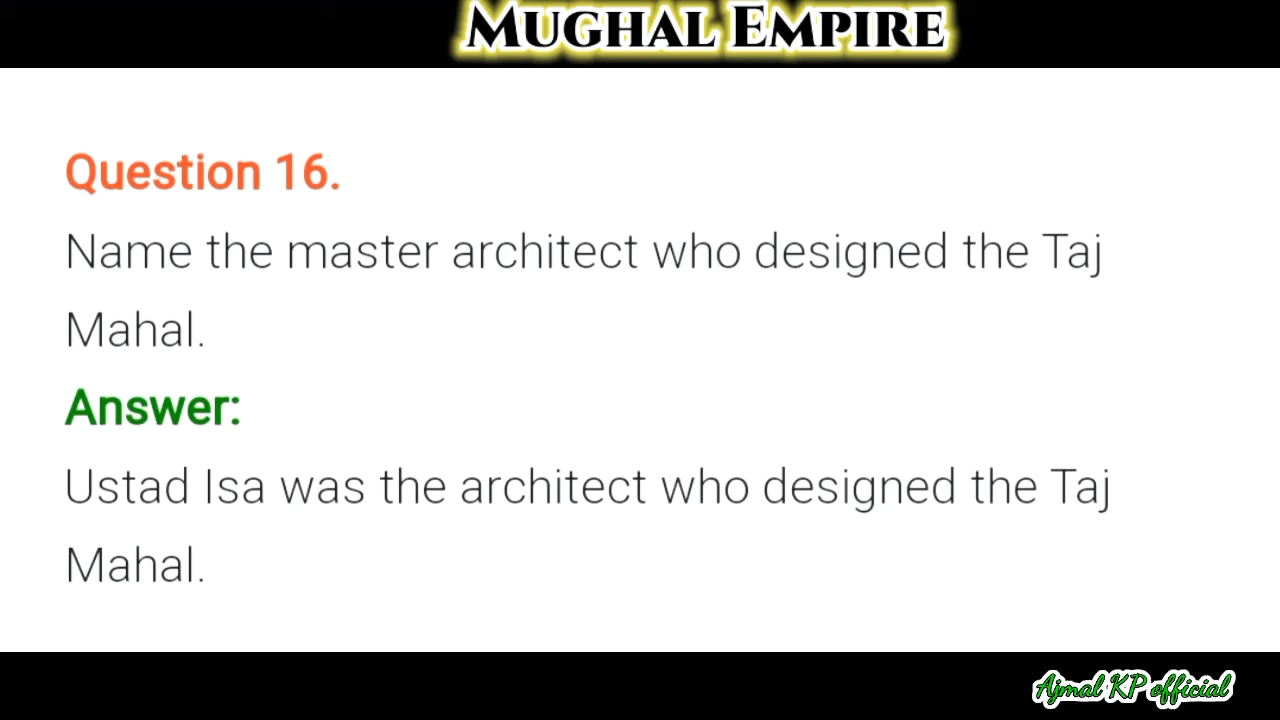 MUGHAL EMPIRE
Question 16.
Name the master architect who designed the Taj
Mahal.
Answer:
Ustad Isa was the architect who designed the Taj
Mahal.
Ajmal KP official